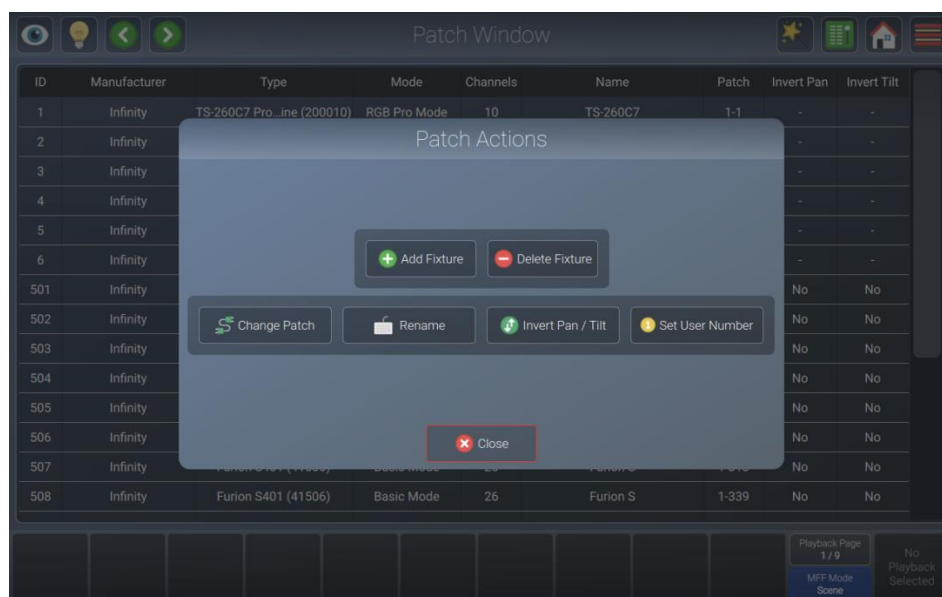 Patch Window
ID Manufacturer Type Mode Channels Name Patch Invert Pan Invert Tilt
1 Infinity TS-260C7 Pro...ine (200010) RGB Pro Mode 10 TS-260C7 1-1 - -
Patch Actions
2 Infinity - -
3 Infinity - -
4 Infinity - -
5 Infinity - -
6 Infinity - -
Add Fixture Delete Fixture
501 Infinity No No
502 Infinity No No
Change Patch Rename Invert Pan / Tilt 1 Set User Number
503 Infinity No No
504 Infinity No No
505 Infinity No No
506 Infinity No No
Close
507 Infinity No No
508 Infinity Furion S401 (41506) Basic Mode 26 Furion S 1-339 No No
Playback Page
1 / 9
MFF Mode
Scene
No
Playback
Selected